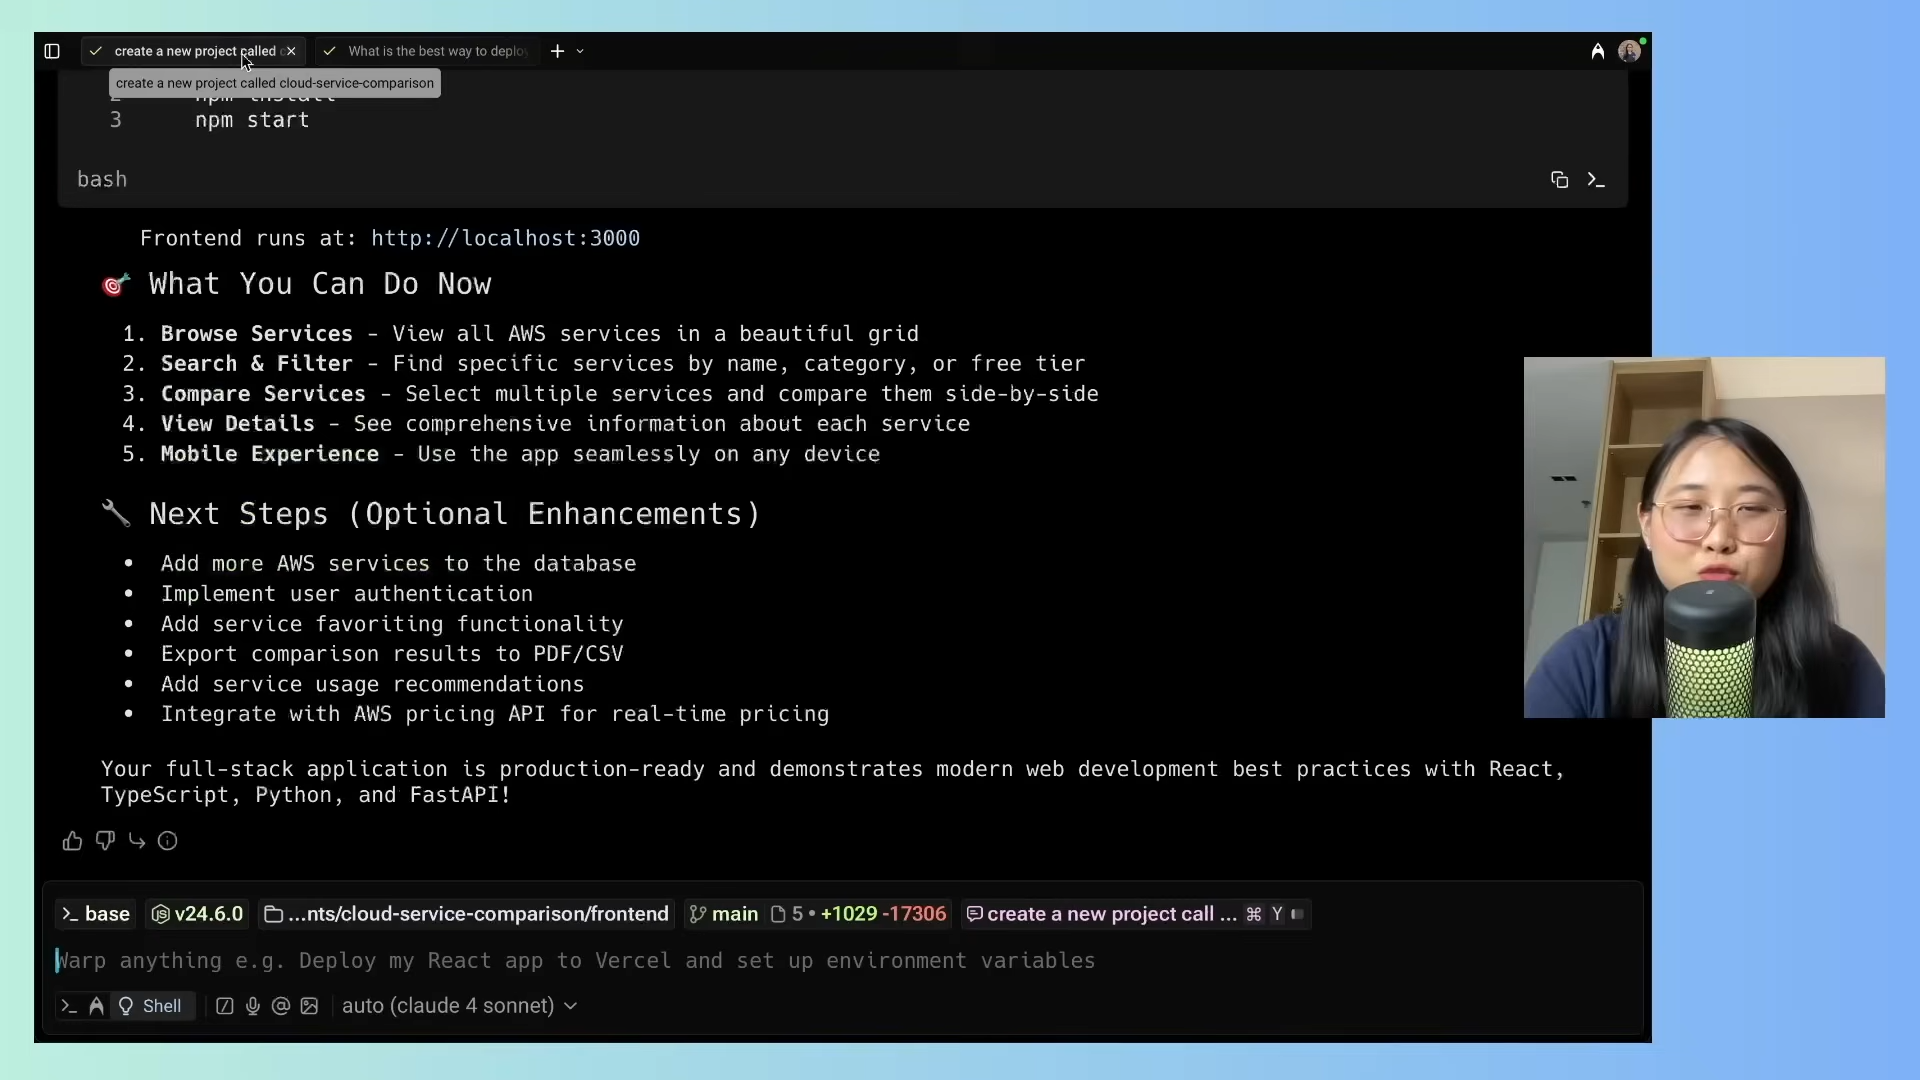 create a new project called c
What is the best way to deploy
create a new project called cloud-service-comparison
2 npm install
3 npm start
bash
Frontend runs at: http://localhost:3000
🎯 What You Can Do Now
1. Browse Services - View all AWS services in a beautiful grid
2. Search & Filter - Find specific services by name, category, or free tier
3. Compare Services - Select multiple services and compare them side-by-side
4. View Details - See comprehensive information about each service
5. Mobile Experience - Use the app seamlessly on any device
🔧 Next Steps (Optional Enhancements)
• Add more AWS services to the database
• Implement user authentication
• Add service favoriting functionality
• Export comparison results to PDF/CSV
• Add service usage recommendations
• Integrate with AWS pricing API for real-time pricing
Your full-stack application is production-ready and demonstrates modern web development best practices with React,
TypeScript, Python, and FastAPI!
base v24.6.0 ...nts/cloud-service-comparison/frontend main 5 • +1029 -17306 create a new project call ... ⌘ Y
Warp anything e.g. Deploy my React app to Vercel and set up environment variables
Shell auto (claude 4 sonnet)